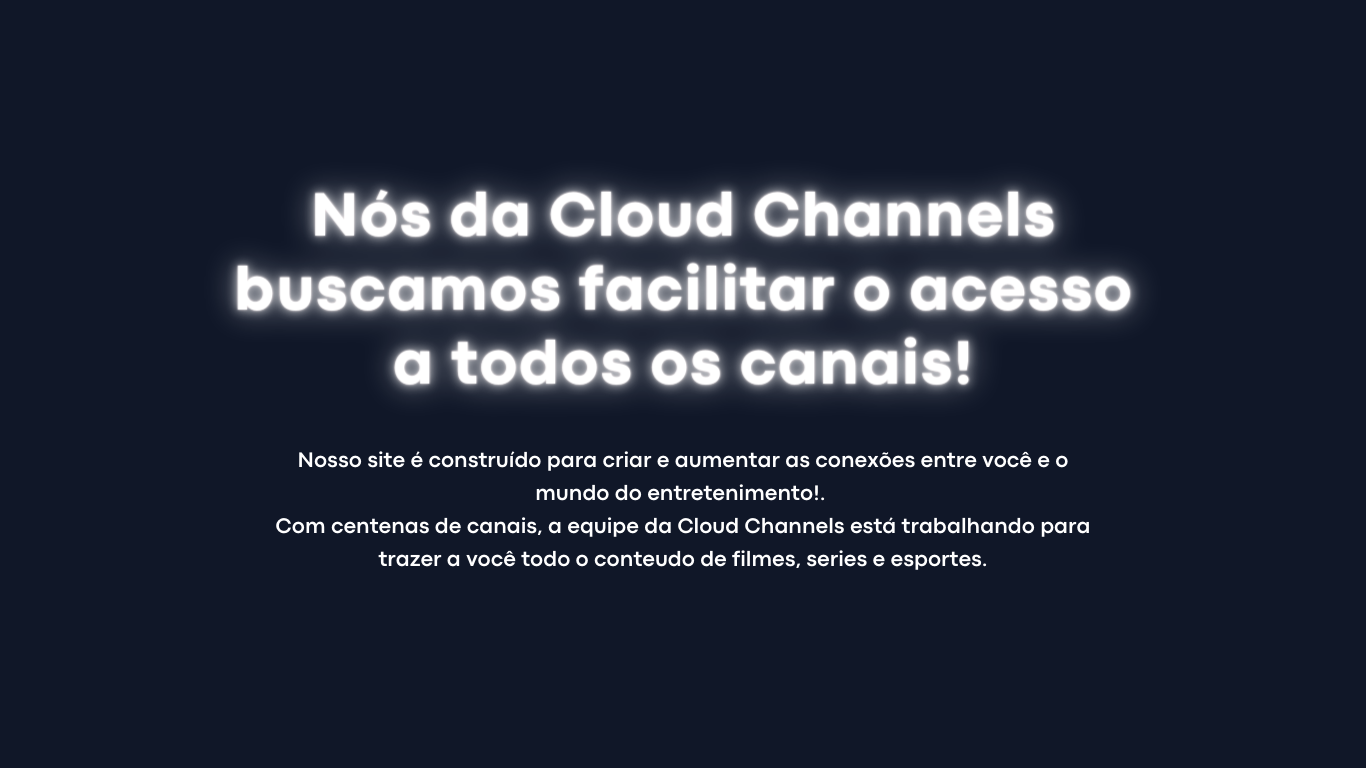 Nós da Cloud Channels
buscamos facilitar o acesso
a todos os canais!
Nosso site é construído para criar e aumentar as conexões entre você e o
mundo do entretenimento!.
Com centenas de canais, a equipe da Cloud Channels está trabalhando para
trazer a você todo o conteudo de filmes, series e esportes.